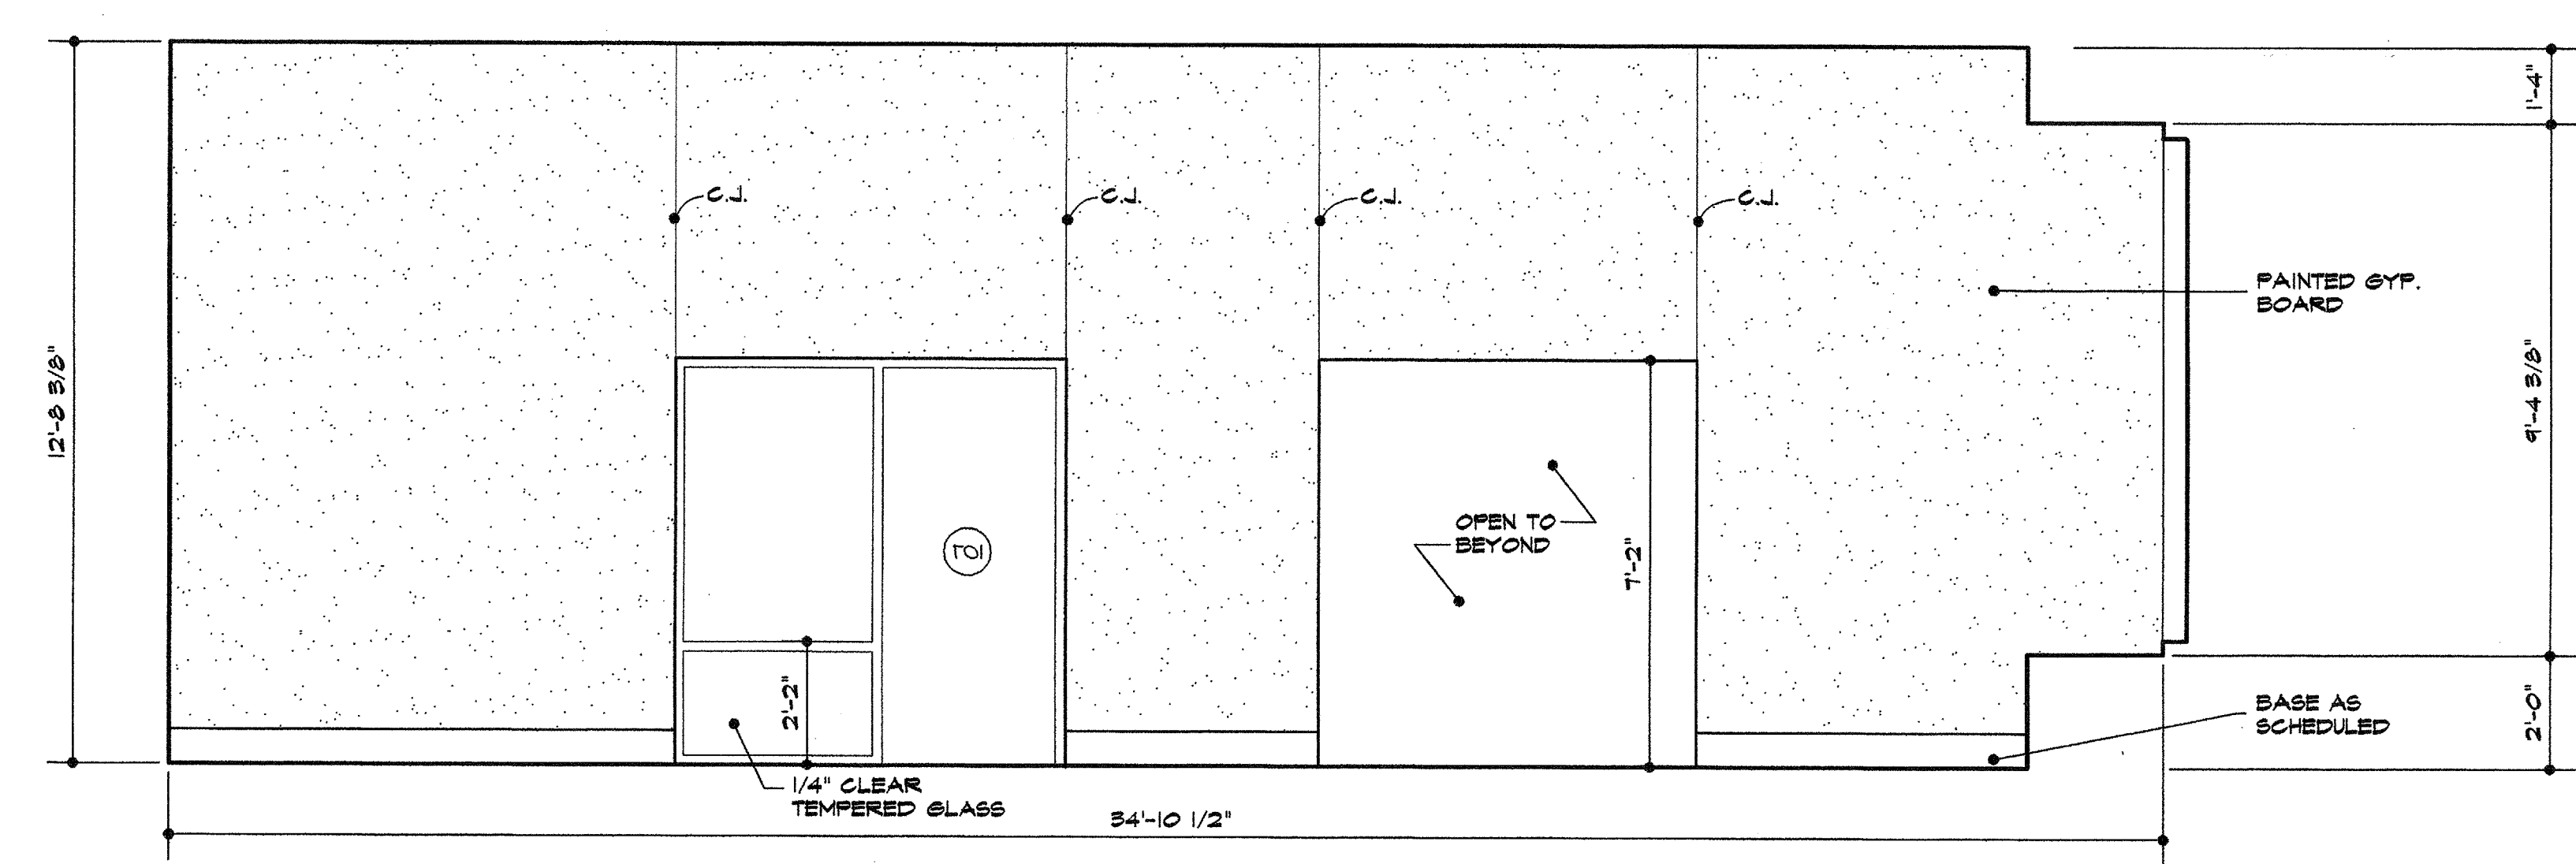 C.J.
C.J.
C.J.
C.J.
1'-4"
PAINTED GYP.
BOARD
12'-8 3/8"
9'-4 3/8"
OPEN TO
BEYOND
7'-2"
2'-2"
BASE AS
SCHEDULED
2'-0"
1/4" CLEAR
TEMPERED GLASS
34'-10 1/2"